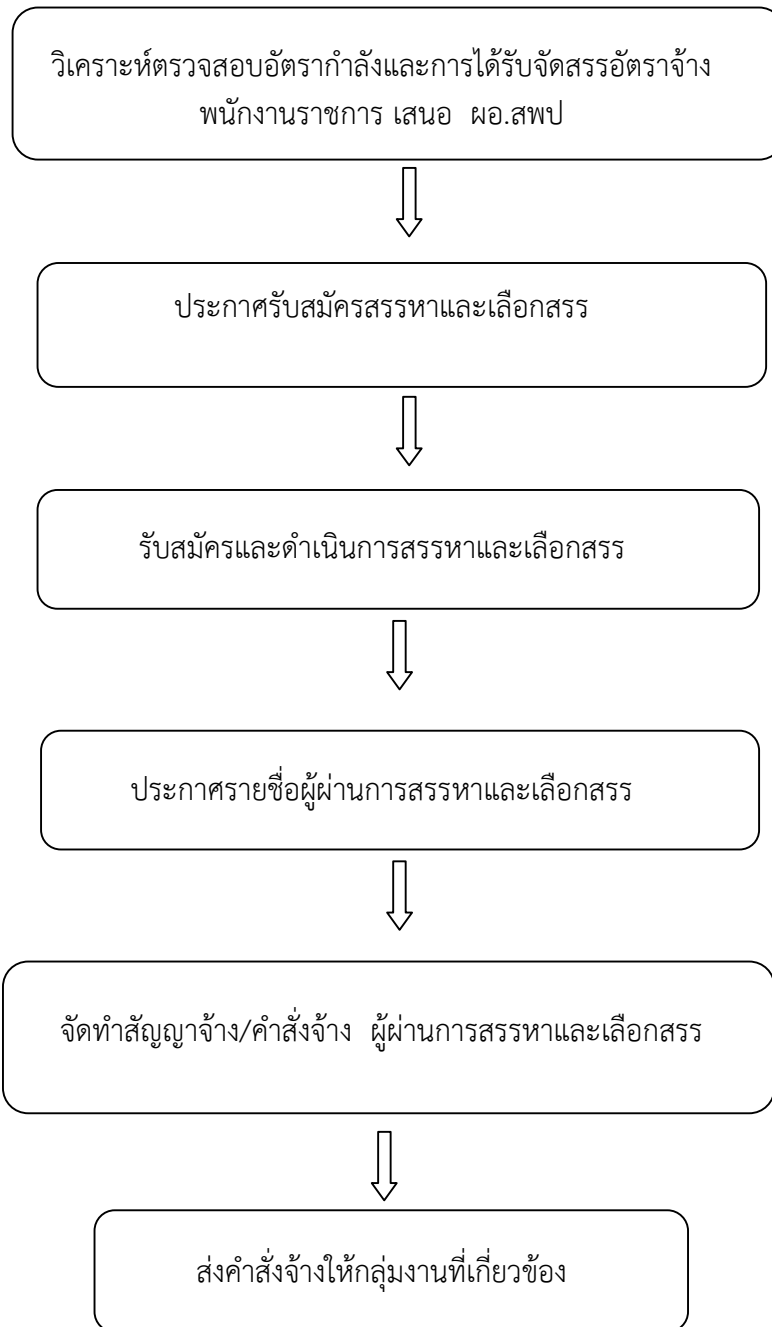 วิเคราะห์ตรวจสอบอัตรากำลังและการได้รับจัดสรรอัตราจ้าง
พนักงานราชการ เสนอ ผอ.สพป
ประกาศรับสมัครสรรหาและเลือกสรร
รับสมัครและดำเนินการสรรหาและเลือกสรร
ประกาศรายชื่อผู้ผ่านการสรรหาและเลือกสรร
จัดทำสัญญาจ้าง/คำสั่งจ้าง ผู้ผ่านการสรรหาและเลือกสรร
ส่งคำสั่งจ้างให้กลุ่มงานที่เกี่ยวข้อง